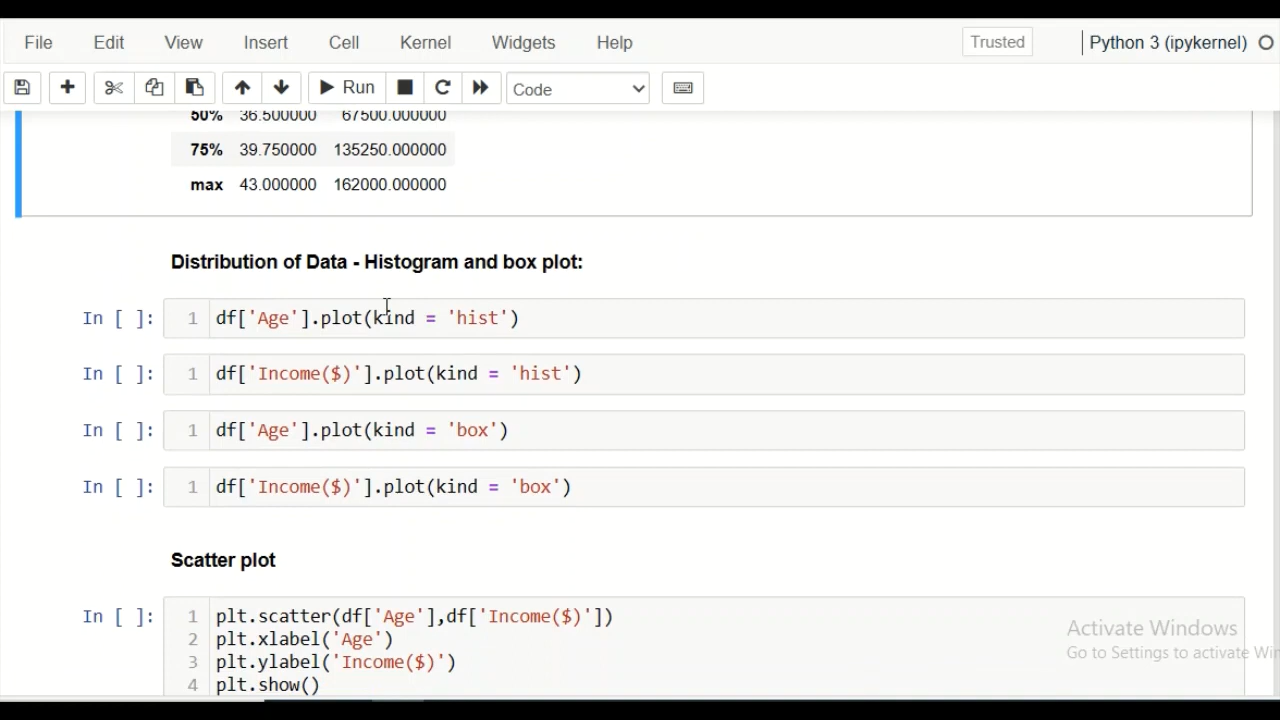 File Edit View Insert Cell Kernel Widgets Help Trusted Python 3 (ipykernel)
Run Code
50% 36.500000 67500.000000
75% 39.750000 135250.000000
max 43.000000 162000.000000
Distribution of Data - Histogram and box plot:
In [ ]: 1 df['Age'].plot(kind = 'hist')
In [ ]: 1 df['Income($)'].plot(kind = 'hist')
In [ ]: 1 df['Age'].plot(kind = 'box')
In [ ]: 1 df['Income($)'].plot(kind = 'box')
Scatter plot
In [ ]: 1 plt.scatter(df['Age'],df['Income($)'])
2 plt.xlabel('Age')
3 plt.ylabel('Income($)')
4 plt.show()
Activate Windows
Go to Settings to activate Win